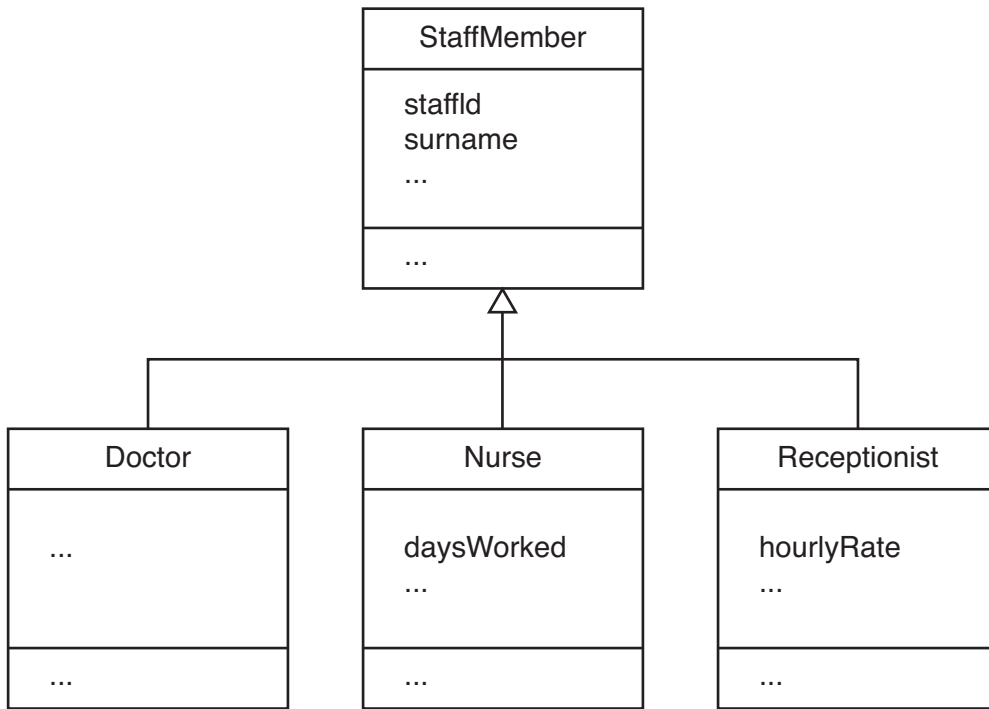 StaffMember
staffId
surname
...
...
Doctor
...
...
Nurse
daysWorked
...
...
Receptionist
hourlyRate
...
...